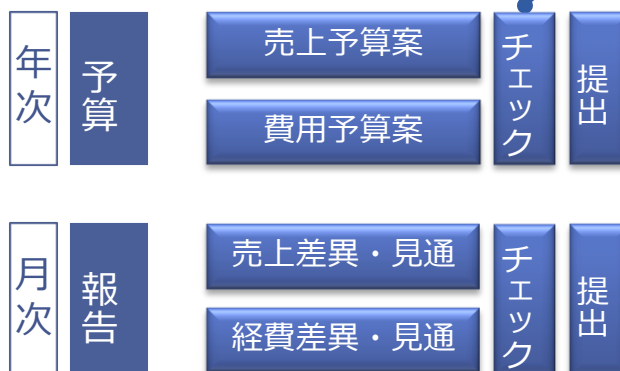 年次
予算
売上予算案
費用予算案
チェック
提出
月次
報告
売上差異・見通
経費差異・見通
チェック
提出